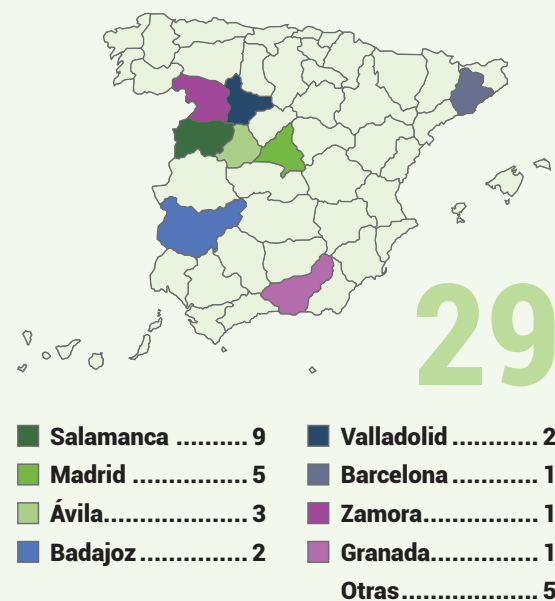 29
Salamanca .......... 9
Madrid ............... 5
Ávila.................... 3
Badajoz ............... 2
Valladolid ............ 2
Barcelona ............ 1
Zamora................ 1
Granada............... 1
Otras ................... 5